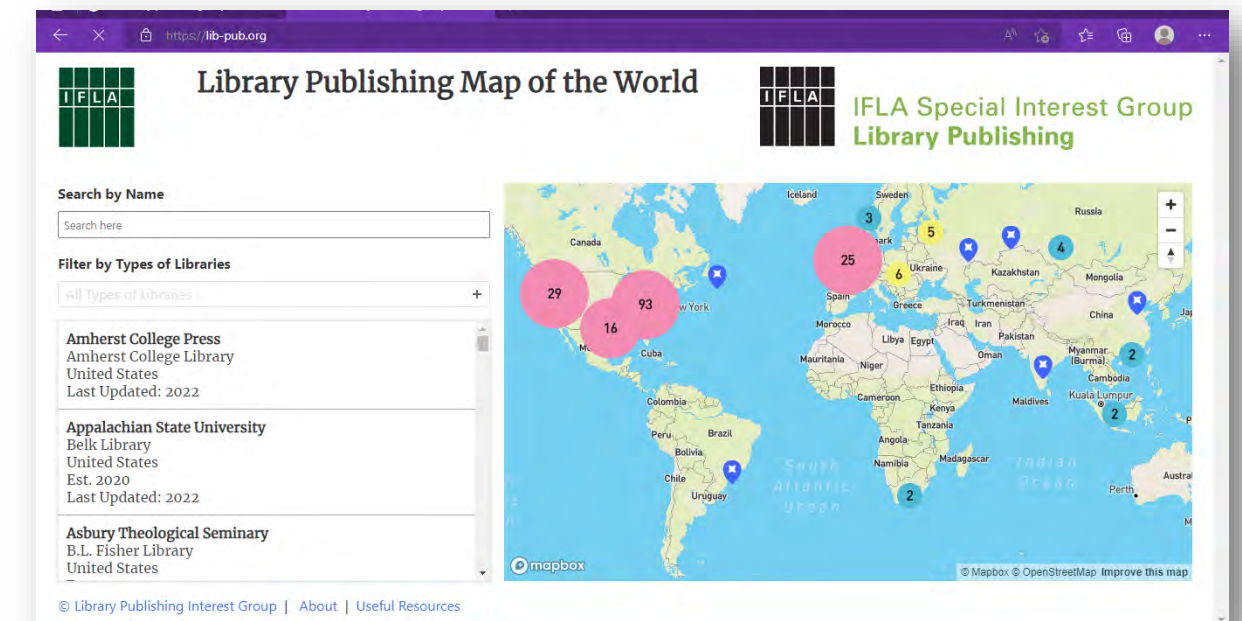 https://lib-pub.org
IFLA
Library Publishing Map of the World
IFLA
IFLA Special Interest Group
Library Publishing
Search by Name
Search here
Filter by Types of Libraries
All Types of Libraries
+
Amherst College Press
Amherst College Library
United States
Last Updated: 2022
Appalachian State University
Belk Library
United States
Est. 2020
Last Updated: 2022
Asbury Theological Seminary
B.L. Fisher Library
United States
Iceland
Sweden
Russia
+
−
3
5
4
Canada
ark
25
6
Ukraine
Kazakhstan
Mongolia
29
93
w York
Spain
Greece
Turkmenistan
China
Jap
16
Morocco
Iraq
Iran
Pakistan
M
Cuba
Libya
Egypt
Myanmar
(Burma)
2
Mauritania
Niger
Oman
Cambodia
Colombia
Cameroon
Ethiopia
Kenya
Maldives
Kuala Lumpur
2
P
Peru
Brazil
Tanzania
Angola
Bolivia
Namibia
Madagascar
Indian
Ocean
Chile
South
Atlantic
Ocean
Uruguay
2
Perth
Austral
M
mapbox
© Mapbox © OpenStreetMap Improve this map
© Library Publishing Interest Group | About | Useful Resources